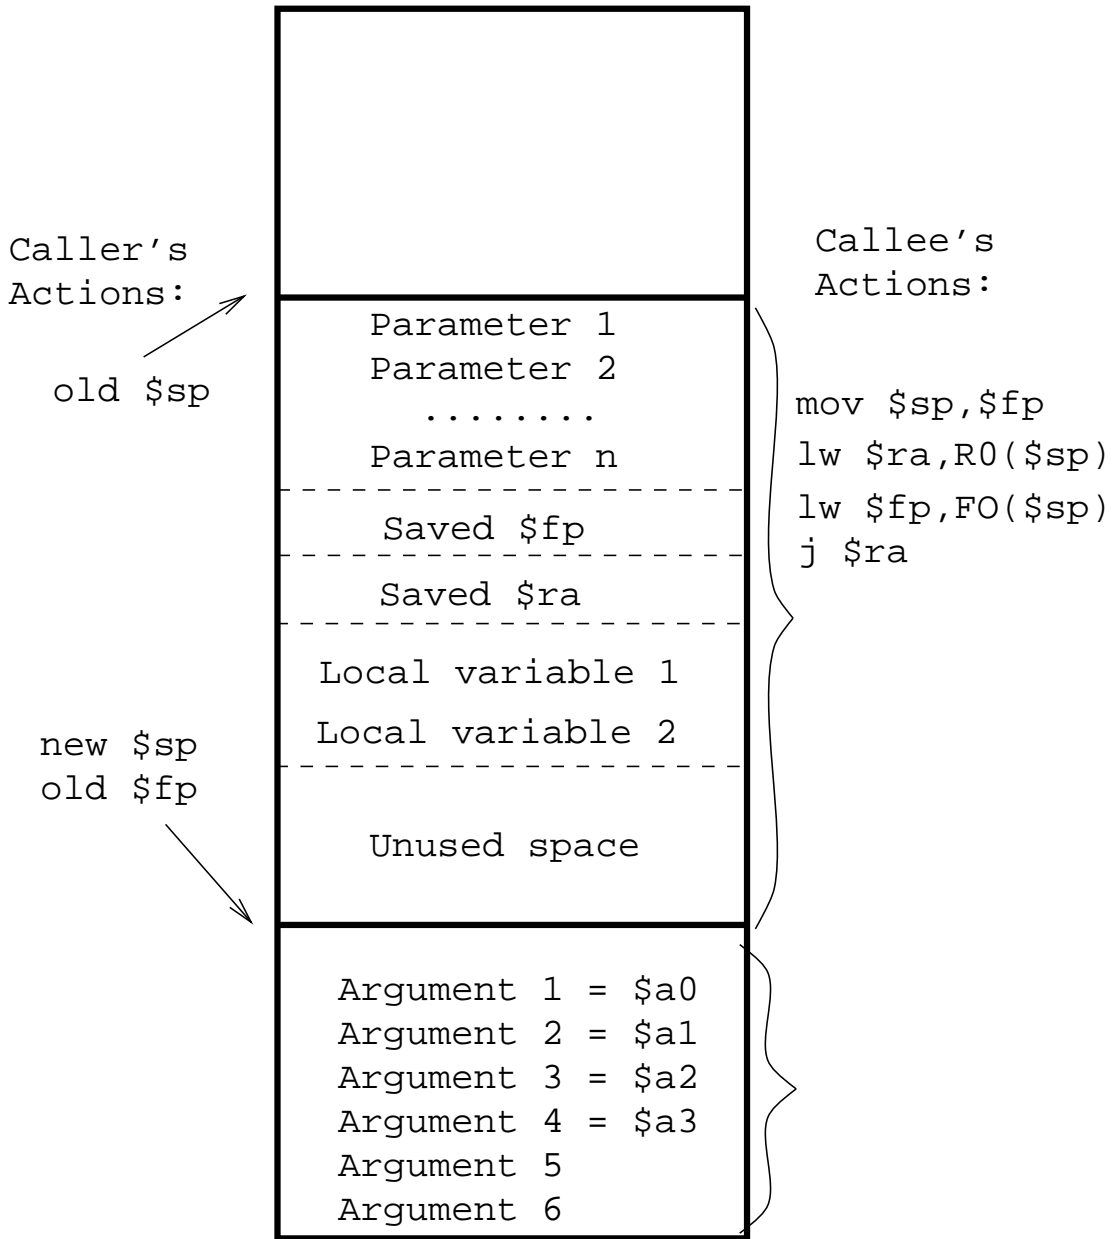 Caller's
Actions:
old $sp
new $sp
old $fp
Parameter 1
Parameter 2
........
Parameter n
Saved $fp
Saved $ra
Local variable 1
Local variable 2
Unused space
Argument 1 = $a0
Argument 2 = $a1
Argument 3 = $a2
Argument 4 = $a3
Argument 5
Argument 6
Callee's
Actions:
mov $sp,$fp
lw $ra,R0($sp)
lw $fp,FO($sp)
j $ra